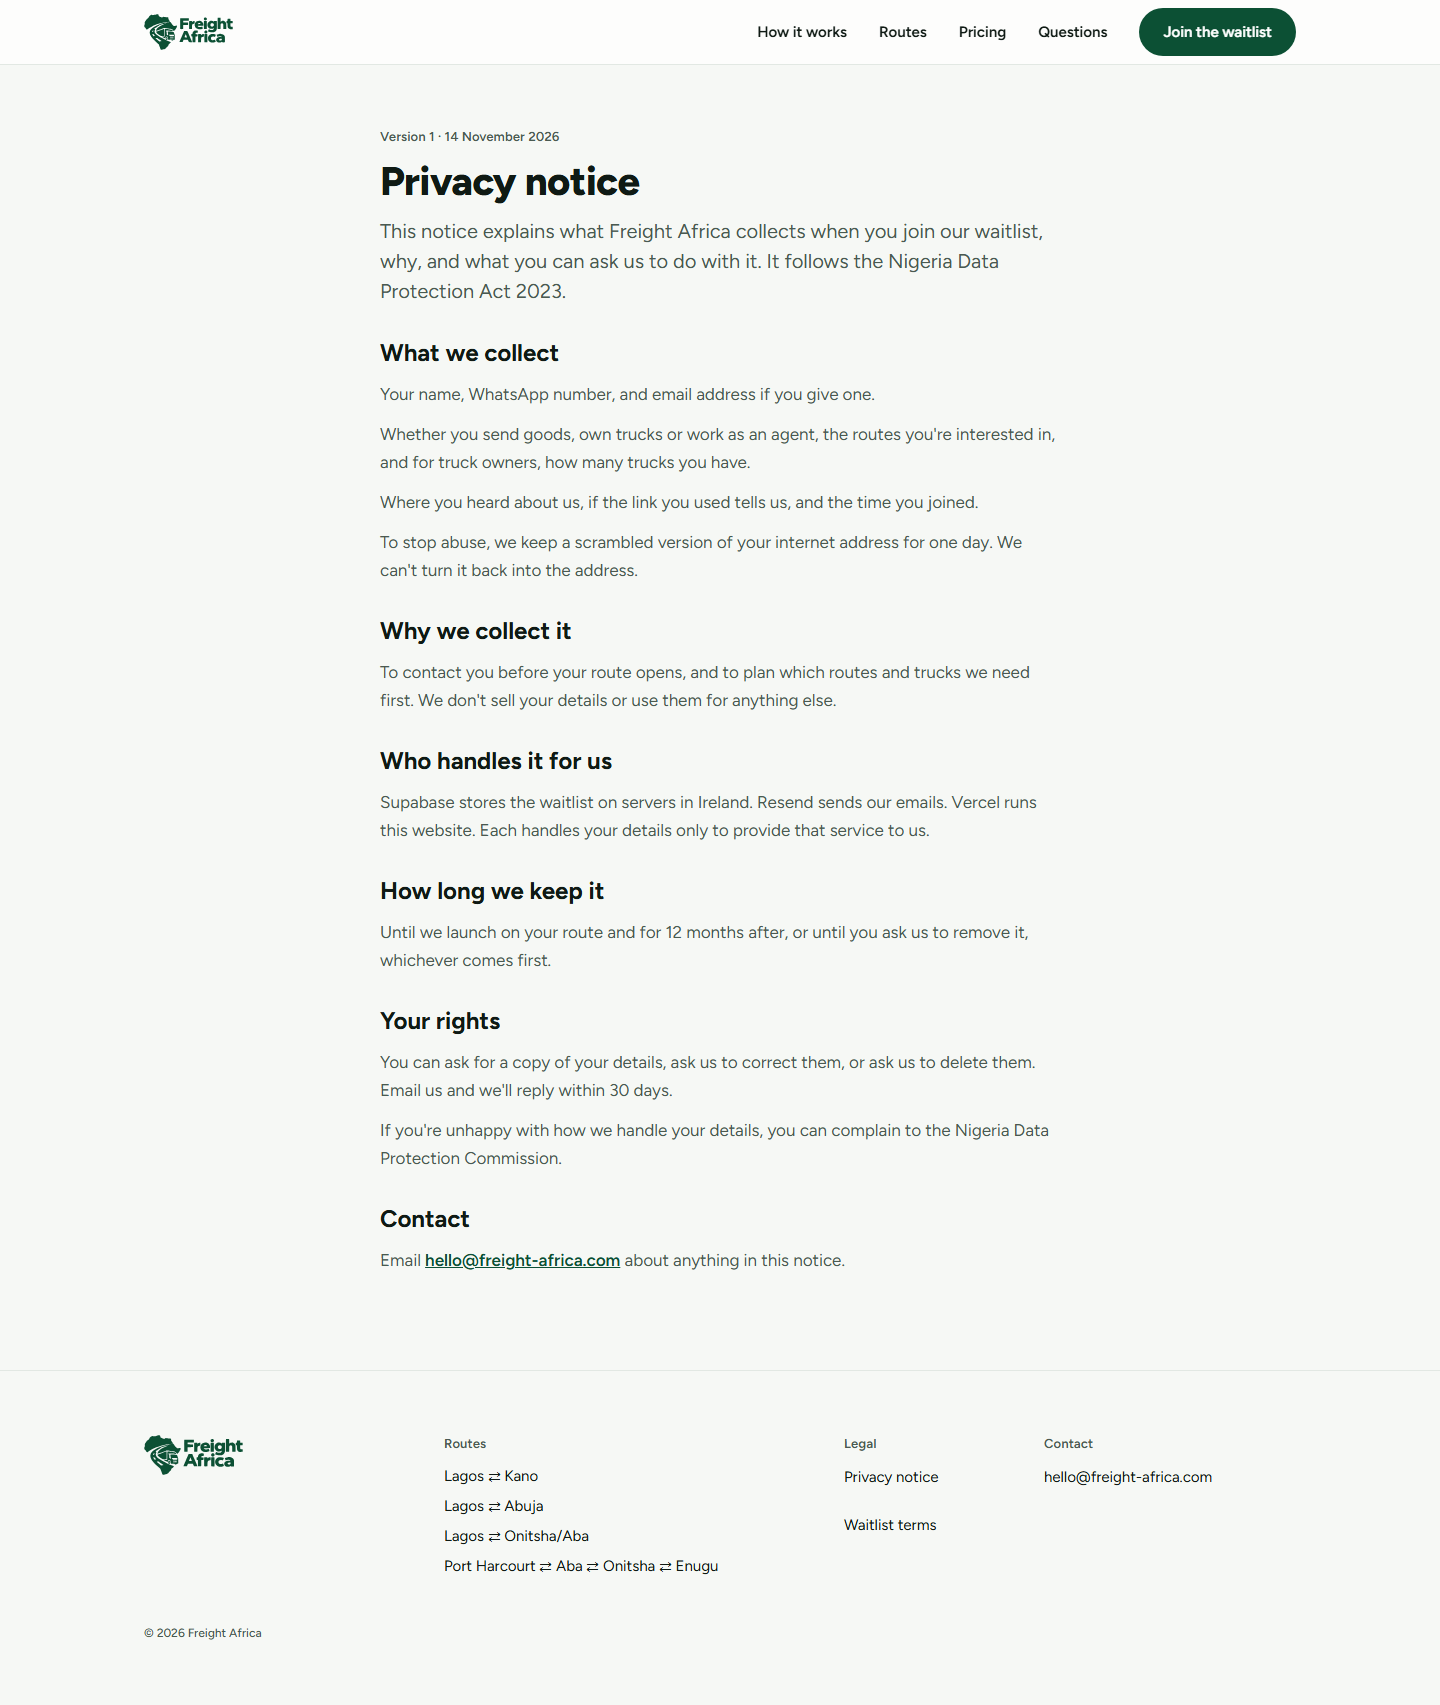 Freight Africa
How it works
Routes
Pricing
Questions
Join the waitlist
Version 1 · 14 November 2026
Privacy notice
This notice explains what Freight Africa collects when you join our waitlist,
why, and what you can ask us to do with it. It follows the Nigeria Data
Protection Act 2023.
What we collect
Your name, WhatsApp number, and email address if you give one.
Whether you send goods, own trucks or work as an agent, the routes you're interested in,
and for truck owners, how many trucks you have.
Where you heard about us, if the link you used tells us, and the time you joined.
To stop abuse, we keep a scrambled version of your internet address for one day. We
can't turn it back into the address.
Why we collect it
To contact you before your route opens, and to plan which routes and trucks we need
first. We don't sell your details or use them for anything else.
Who handles it for us
Supabase stores the waitlist on servers in Ireland. Resend sends our emails. Vercel runs
this website. Each handles your details only to provide that service to us.
How long we keep it
Until we launch on your route and for 12 months after, or until you ask us to remove it,
whichever comes first.
Your rights
You can ask for a copy of your details, ask us to correct them, or ask us to delete them.
Email us and we'll reply within 30 days.
If you're unhappy with how we handle your details, you can complain to the Nigeria Data
Protection Commission.
Contact
Email hello@freight-africa.com about anything in this notice.
Freight Africa
Routes
Lagos ⇄ Kano
Lagos ⇄ Abuja
Lagos ⇄ Onitsha/Aba
Port Harcourt ⇄ Aba ⇄ Onitsha ⇄ Enugu
Legal
Privacy notice
Waitlist terms
Contact
hello@freight-africa.com
© 2026 Freight Africa